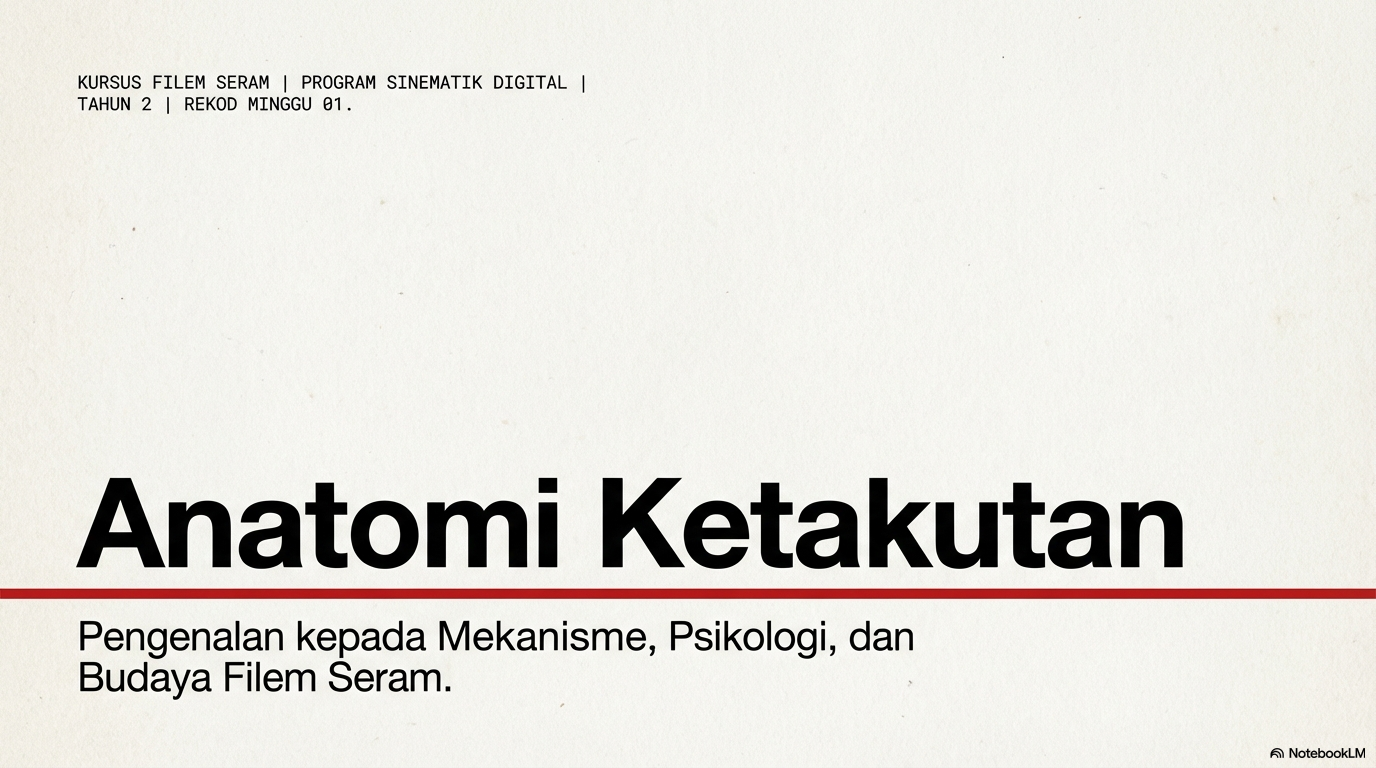 KURSUS FILEM SERAM | PROGRAM SINEMATIK DIGITAL |
TAHUN 2 | REKOD MINGGU 01.
Anatomi Ketakutan
Pengenalan kepada Mekanisme, Psikologi, dan
Budaya Filem Seram.
NotebookLM